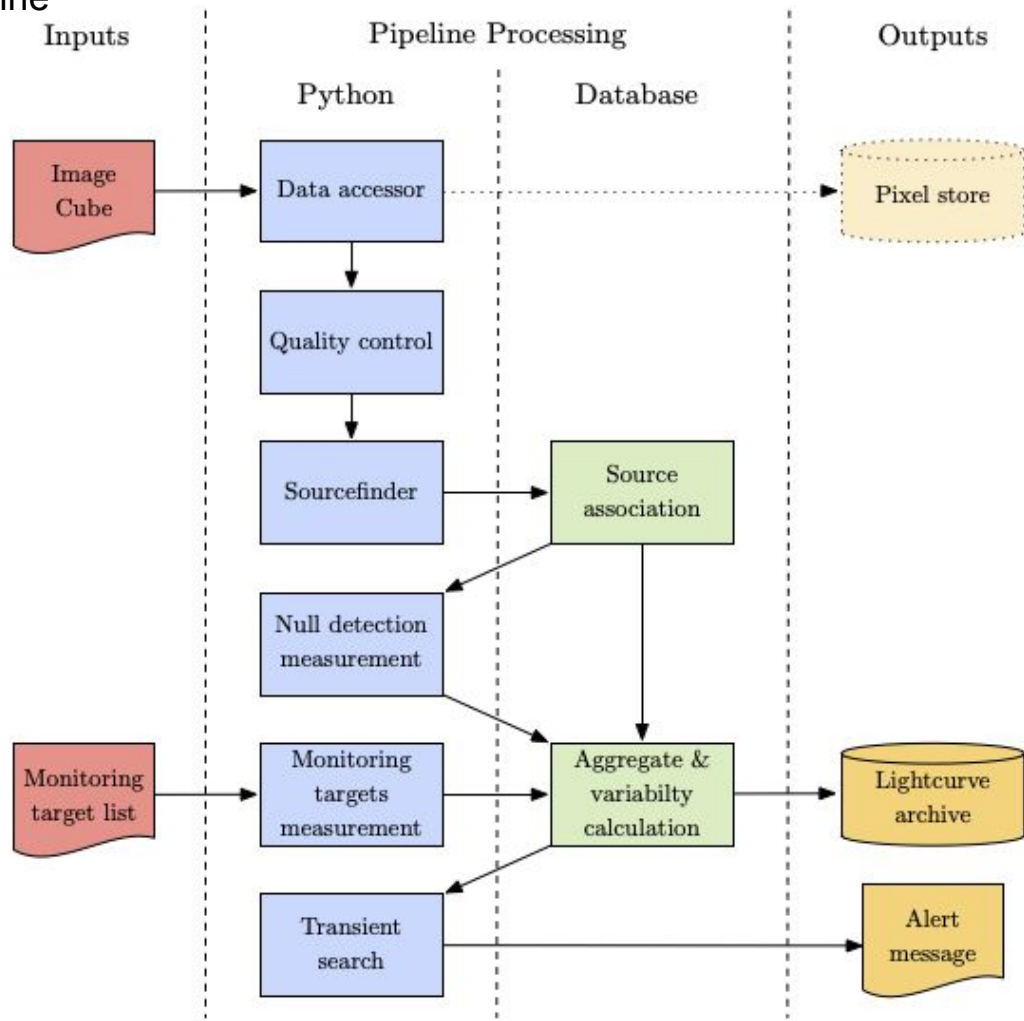 Inputs
Pipeline Processing
Outputs
Python
Database
Image
Cube
Data accessor
Pixel store
Quality control
Sourcefinder
Source
association
Null detection
measurement
Monitoring
target list
Monitoring
targets
measurement
Aggregate &
variabilty
calculation
Lightcurve
archive
Transient
search
Alert
message